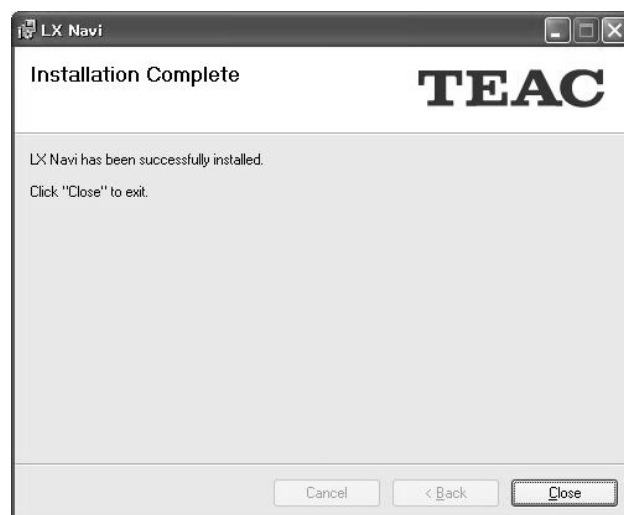 LX Navi
Installation Complete
TEAC
LX Navi has been successfully installed.
Click "Close" to exit.
Cancel
< Back
Close